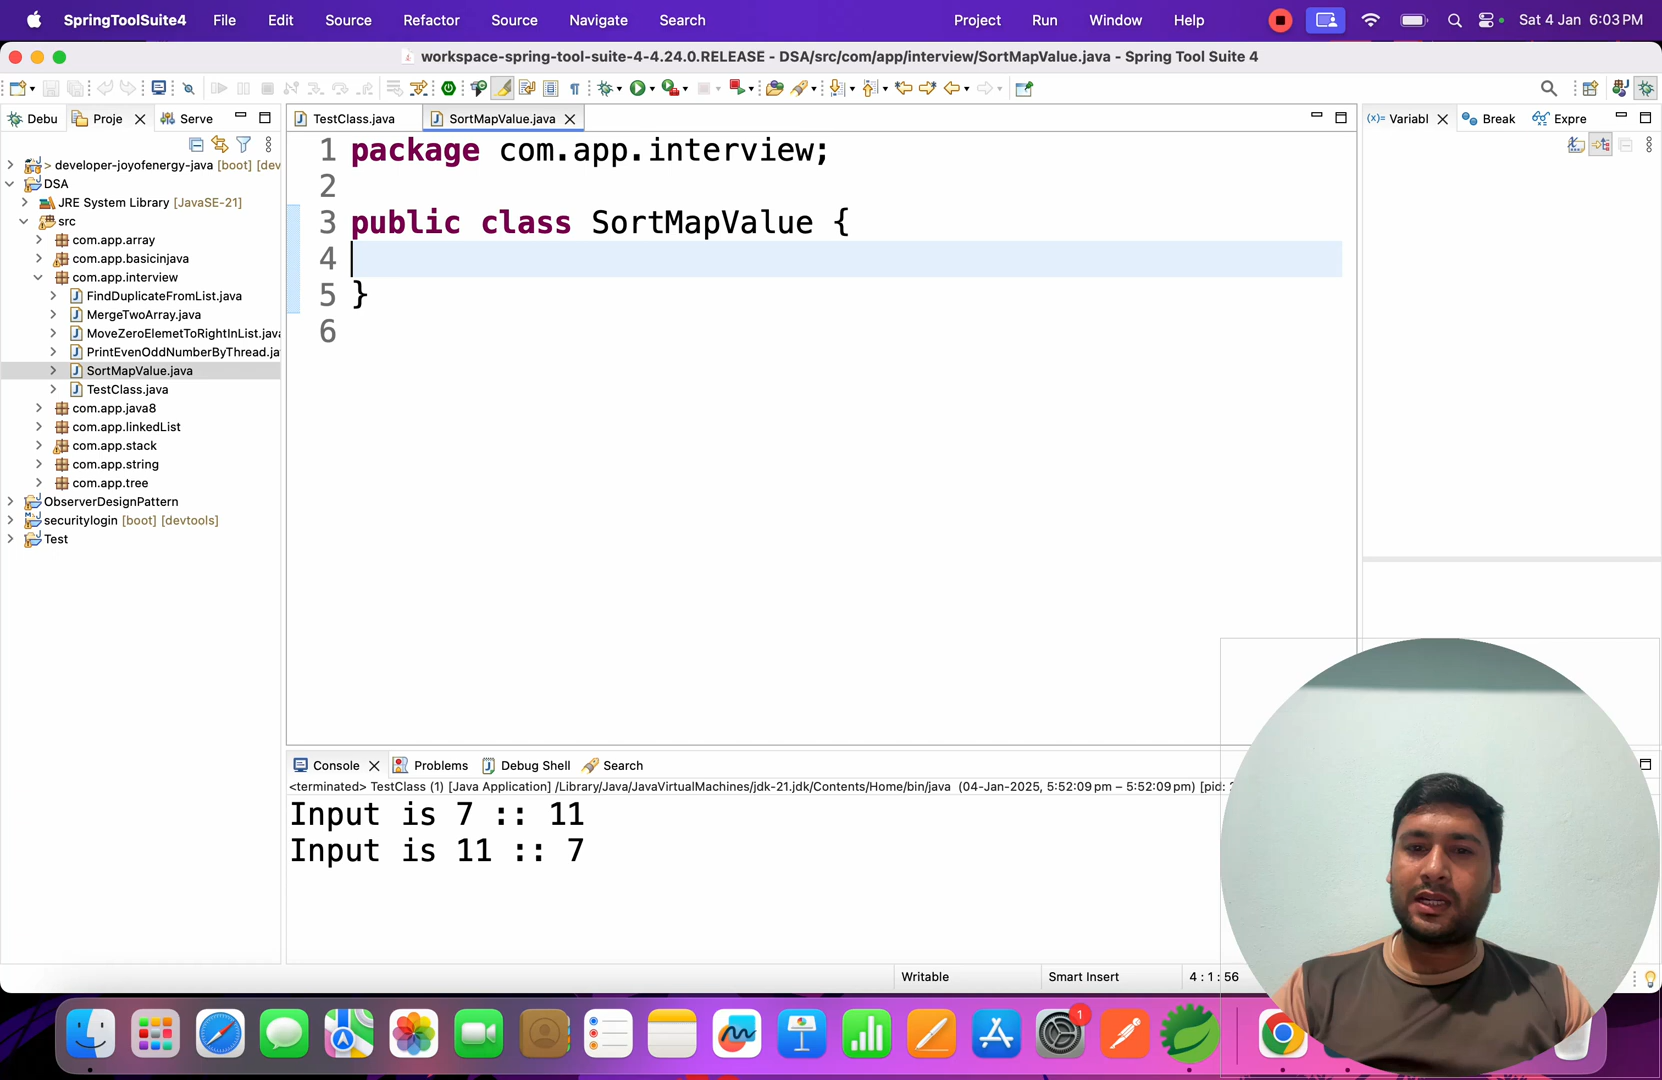 SpringToolSuite4 File Edit Source Refactor Source Navigate Search Project Run Window Help Sat 4 Jan 6:03 PM
workspace-spring-tool-suite-4-4.24.0.RELEASE - DSA/src/com/app/interview/SortMapValue.java - Spring Tool Suite 4
Debu Proje Serve
TestClass.java SortMapValue.java
(x)= Variabl Break Expre
> developer-joyofenergy-java [boot] [dev
DSA
JRE System Library [JavaSE-21]
src
com.app.array
com.app.basicinjava
com.app.interview
FindDuplicateFromList.java
MergeTwoArray.java
MoveZeroElemetToRightInList.java
PrintEvenOddNumberByThread.ja
SortMapValue.java
TestClass.java
com.app.java8
com.app.linkedList
com.app.stack
com.app.string
com.app.tree
ObserverDesignPattern
securitylogin [boot] [devtools]
Test
1 package com.app.interview;
2
3 public class SortMapValue {
4
5 }
6
Console Problems Debug Shell Search
<terminated> TestClass (1) [Java Application] /Library/Java/JavaVirtualMachines/jdk-21.jdk/Contents/Home/bin/java (04-Jan-2025, 5:52:09 pm – 5:52:09 pm) [pid:
Input is 7 :: 11
Input is 11 :: 7
Writable Smart Insert 4 : 1 : 56
1